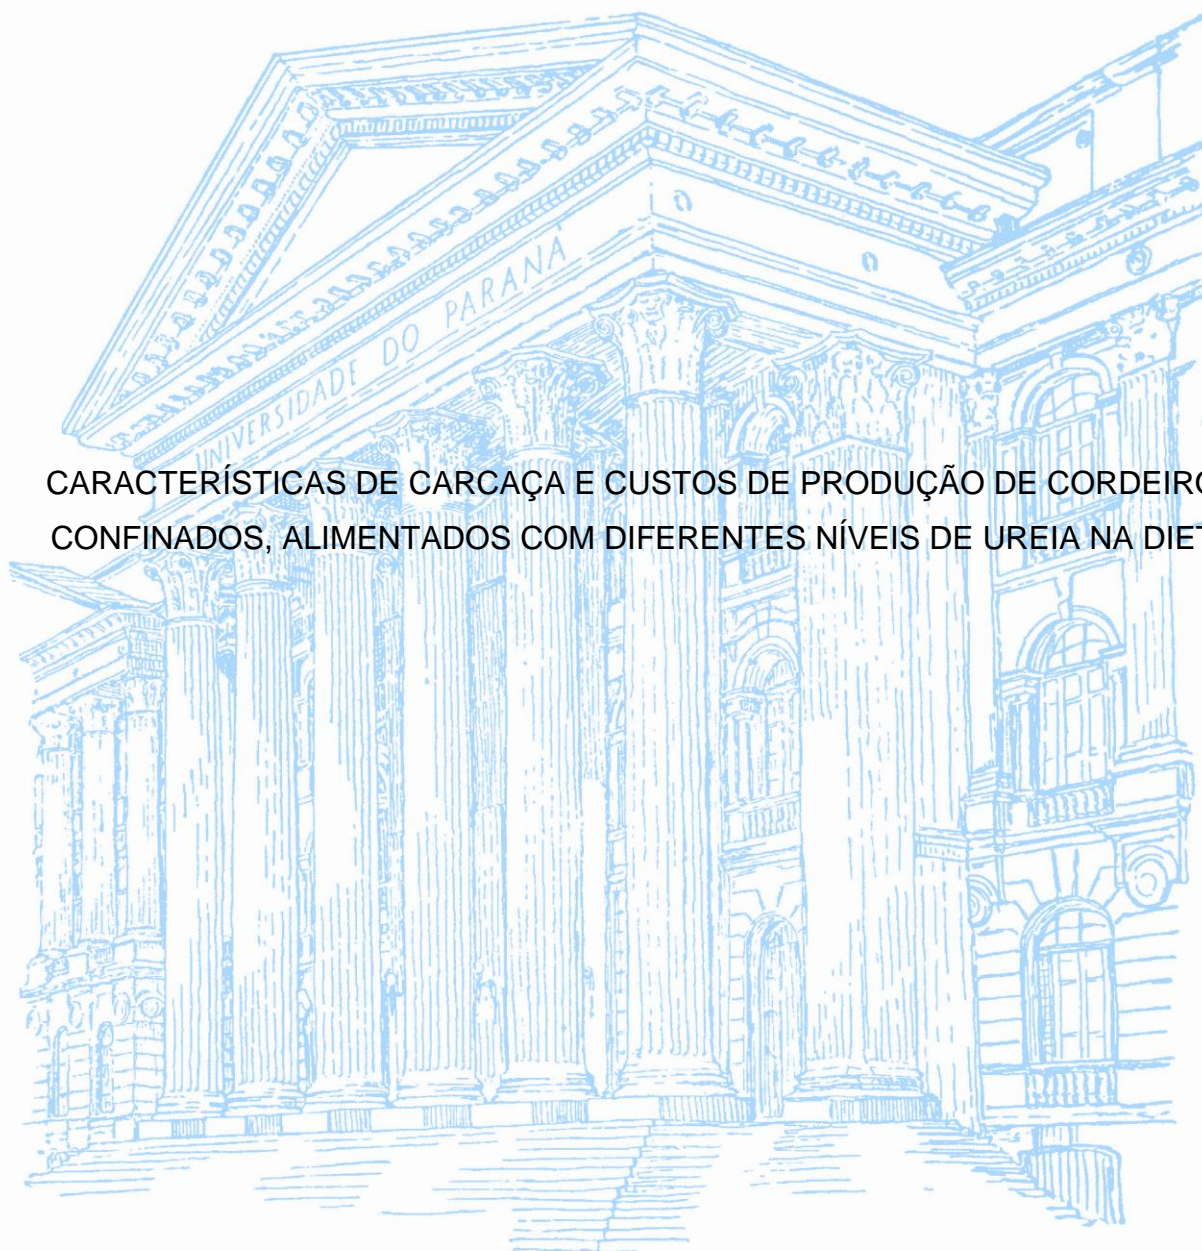 UNIVERSIDADE DO PARANÁ
CARACTERÍSTICAS DE CARCAÇA E CUSTOS DE PRODUÇÃO DE CORDEIRO
CONFINADOS, ALIMENTADOS COM DIFERENTES NÍVEIS DE UREIA NA DIET